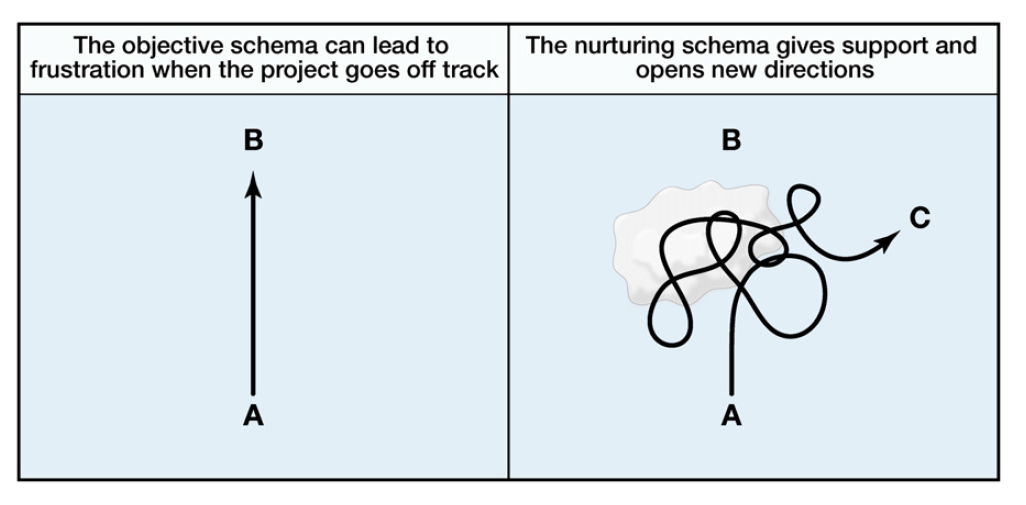 The objective schema can lead to
frustration when the project goes off track
The nurturing schema gives support and
opens new directions
B
A
B
C
A